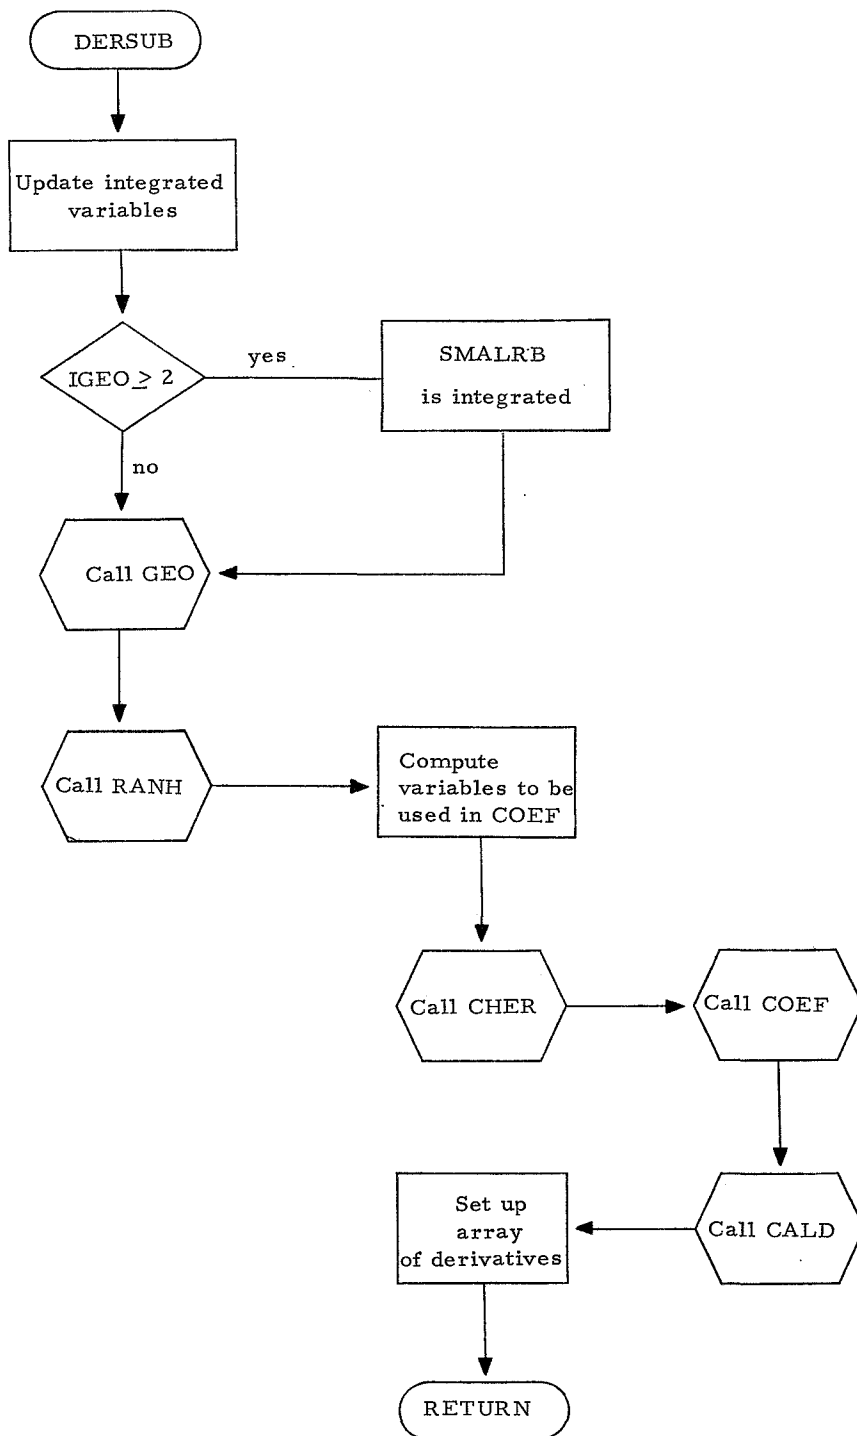 DERSUB
Update integrated
variables
IGEO ≥ 2
yes
SMALRB
is integrated
no
Call GEO
Call RANH
Compute
variables to be
used in COEF
Call CHER
Call COEF
Call CALD
Set up
array
of derivatives
RETURN